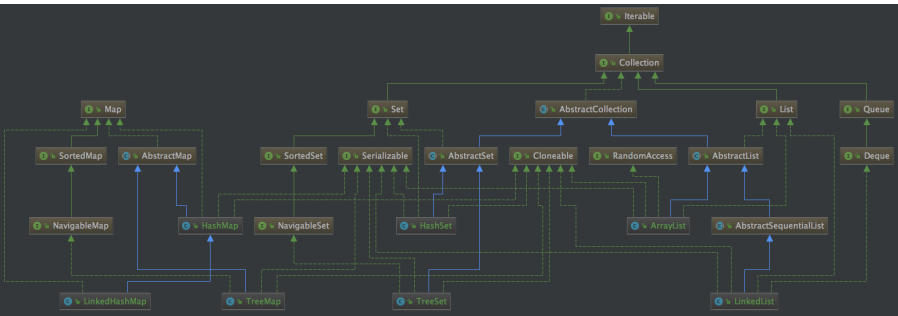 Iterable
Collection
Map
Set
AbstractCollection
List
Queue
SortedMap
AbstractMap
SortedSet
Serializable
AbstractSet
Cloneable
RandomAccess
AbstractList
Deque
NavigableMap
HashMap
NavigableSet
HashSet
ArrayList
AbstractSequentialList
LinkedHashMap
TreeMap
TreeSet
LinkedList